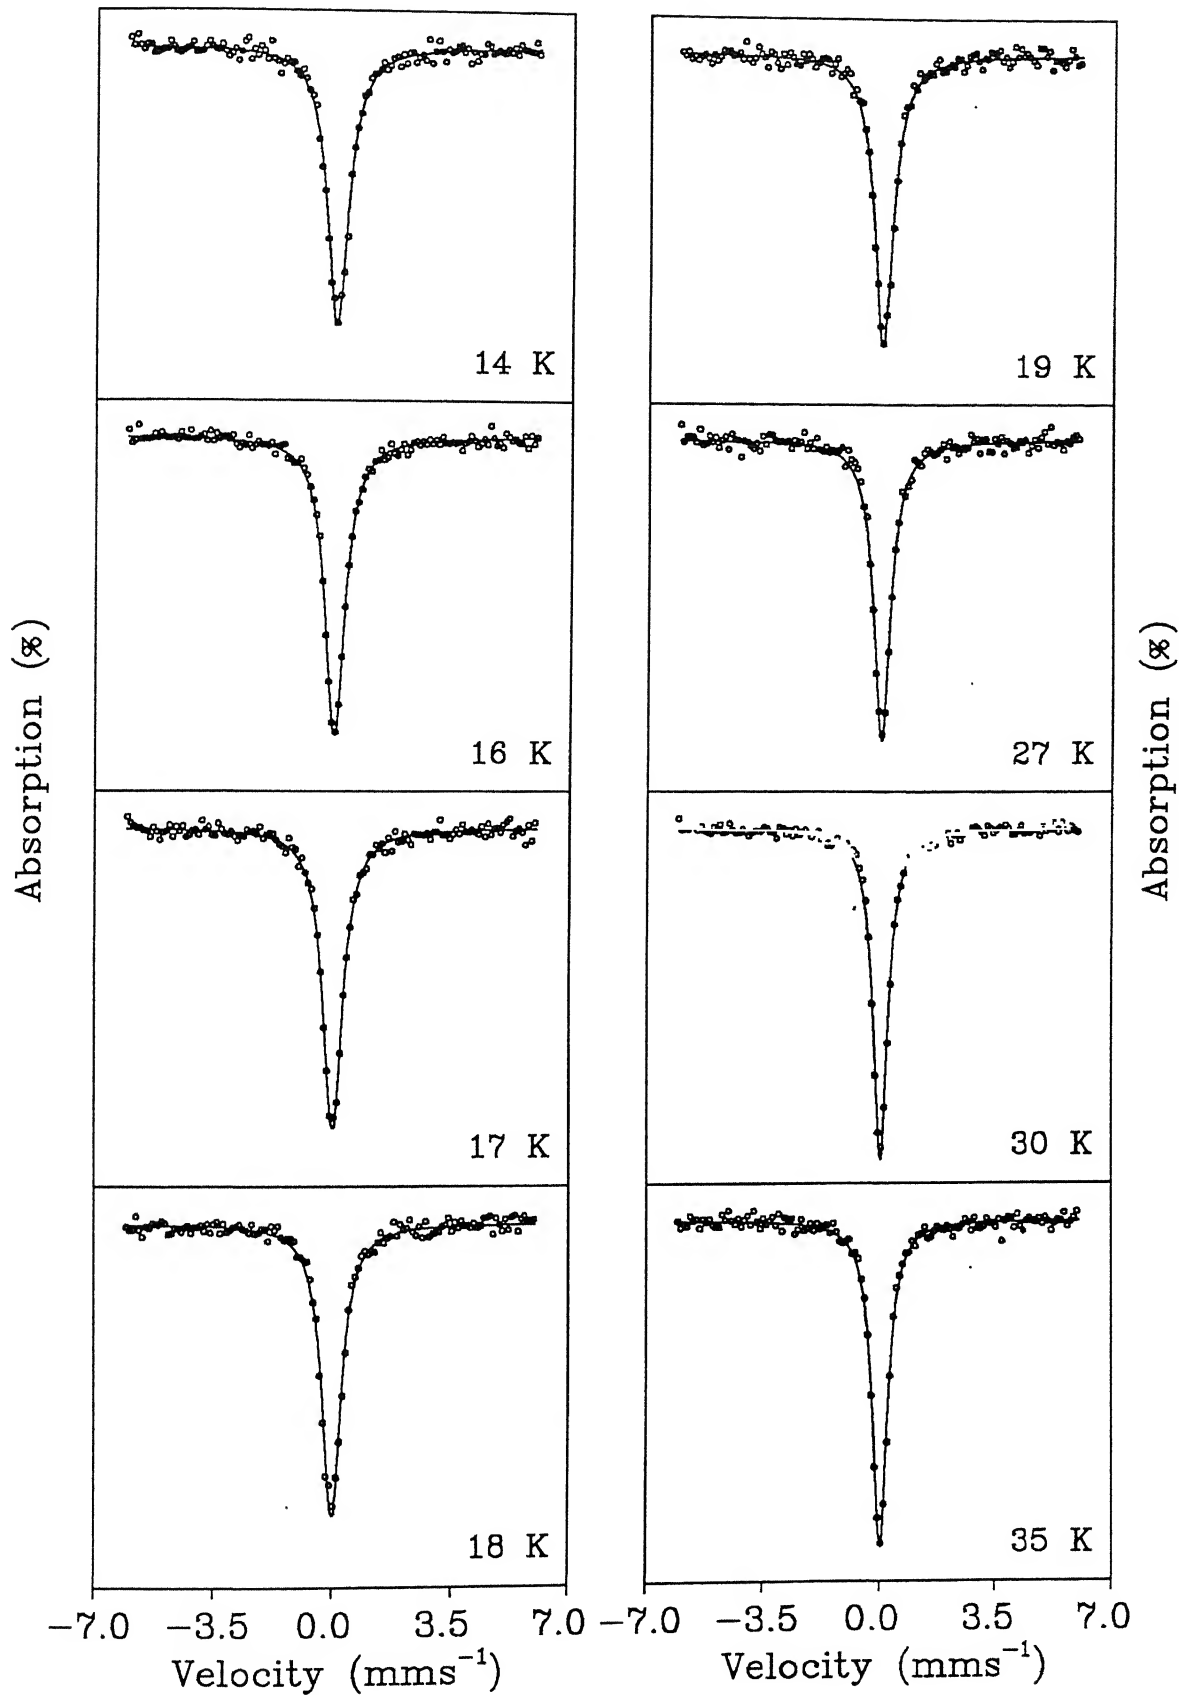 14 K
19 K
16 K
27 K
Absorption (%)
Absorption (%)
17 K
30 K
18 K
35 K
−7.0 −3.5 0.0 3.5 7.0 −7.0 −3.5 0.0 3.5 7.0
Velocity (mms⁻¹) Velocity (mms⁻¹)